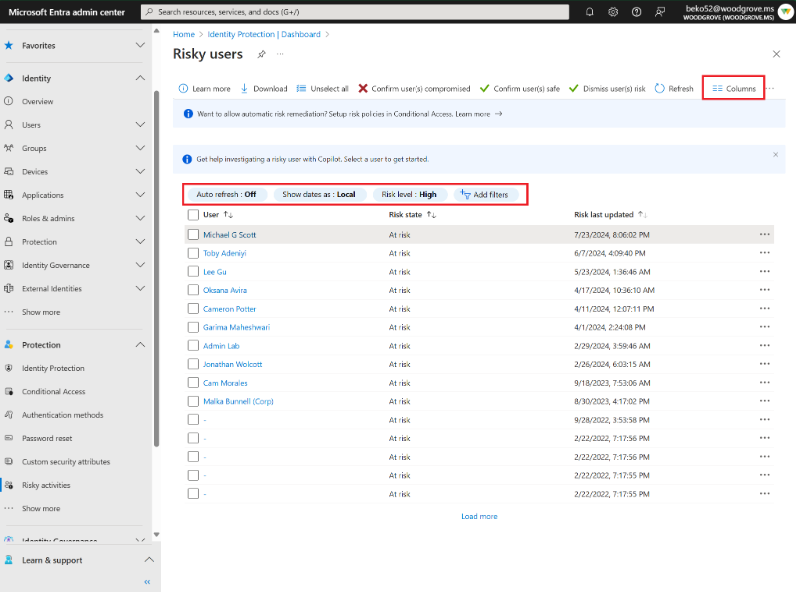 Microsoft Entra admin center
Search resources, services, and docs (G+/)
beko52@woodgrove.ms
WOODGROVE (WOODGROVE.MS)
Favorites
Identity
Overview
Users
Groups
Devices
Applications
Roles & admins
Protection
Identity Governance
External Identities
Show more
Protection
Identity Protection
Conditional Access
Authentication methods
Password reset
Custom security attributes
Risky activities
Show more
Identity Governance
Learn & support
Home > Identity Protection | Dashboard >
Risky users
Learn more Download Unselect all Confirm user(s) compromised Confirm user(s) safe Dismiss user(s) risk Refresh Columns
Want to allow automatic risk remediation? Setup risk policies in Conditional Access. Learn more →
Get help investigating a risky user with Copilot. Select a user to get started.
Auto refresh : Off Show dates as : Local Risk level : High Add filters
User ↑↓ Risk state ↑↓ Risk last updated ↑↓
Michael G Scott At risk 7/23/2024, 8:06:02 PM
Toby Adeniyi At risk 6/7/2024, 4:09:40 PM
Lee Gu At risk 5/23/2024, 1:36:46 AM
Oksana Avira At risk 4/17/2024, 10:36:10 AM
Cameron Potter At risk 4/11/2024, 12:07:11 PM
Garima Maheshwari At risk 4/1/2024, 2:24:08 PM
Admin Lab At risk 2/29/2024, 3:59:46 AM
Jonathan Wolcott At risk 2/26/2024, 6:03:15 AM
Cam Morales At risk 9/18/2023, 7:53:06 AM
Malka Bunnell (Corp) At risk 8/30/2023, 4:17:02 PM
- At risk 9/28/2022, 3:53:58 PM
- At risk 2/22/2022, 7:17:56 PM
- At risk 2/22/2022, 7:17:56 PM
- At risk 2/22/2022, 7:17:55 PM
- At risk 2/22/2022, 7:17:55 PM
Load more